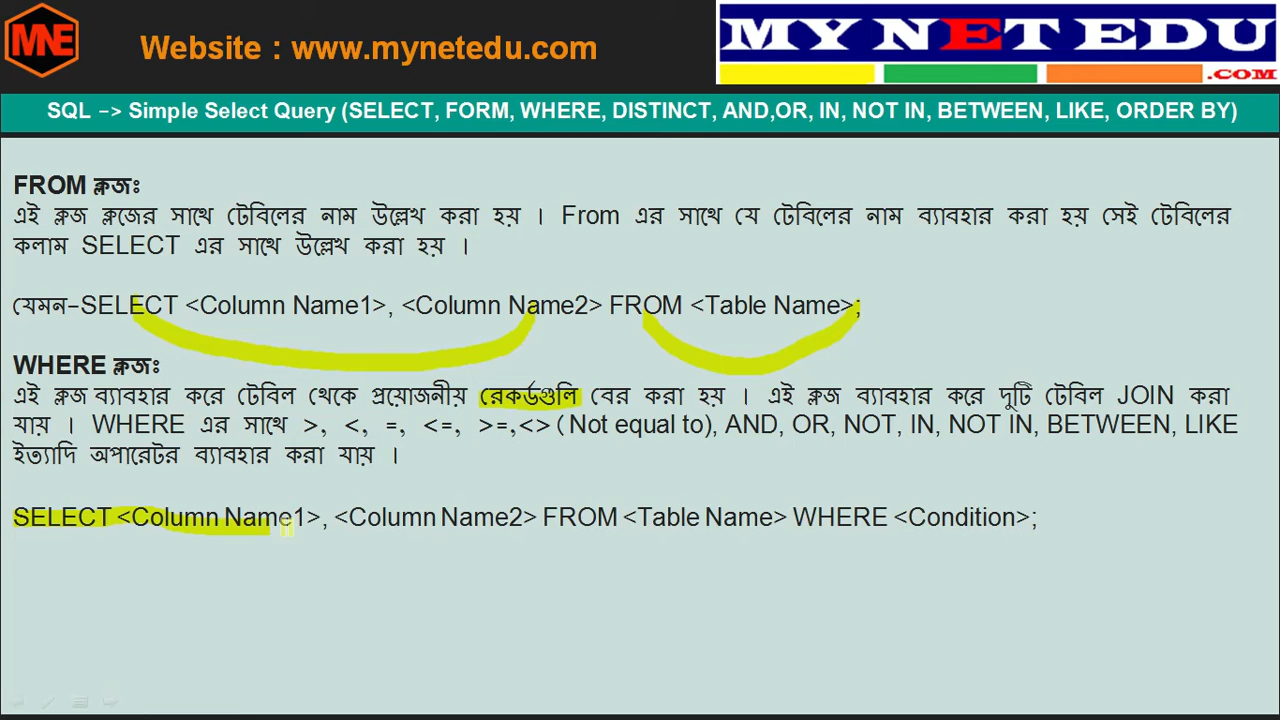 MNE
Website : www.mynetedu.com
MY NET EDU
.COM
SQL -> Simple Select Query (SELECT, FORM, WHERE, DISTINCT, AND,OR, IN, NOT IN, BETWEEN, LIKE, ORDER BY)
FROM ক্লজঃ
এই ক্লজ ক্লজের সাথে টেবিলের নাম উল্লেখ করা হয় । From এর সাথে যে টেবিলের নাম ব্যাবহার করা হয় সেই টেবিলের
কলাম SELECT এর সাথে উল্লেখ করা হয় ।
যেমন-SELECT <Column Name1>, <Column Name2> FROM <Table Name>;
WHERE ক্লজঃ
এই ক্লজ ব্যাবহার করে টেবিল থেকে প্রয়োজনীয় রেকর্ডগুলি বের করা হয় । এই ক্লজ ব্যাবহার করে দুটি টেবিল JOIN করা
যায় । WHERE এর সাথে >, <, =, <=, >=,<> (Not equal to), AND, OR, NOT, IN, NOT IN, BETWEEN, LIKE
ইত্যাদি অপারেটর ব্যাবহার করা যায় ।
SELECT <Column Name1>, <Column Name2> FROM <Table Name> WHERE <Condition>;